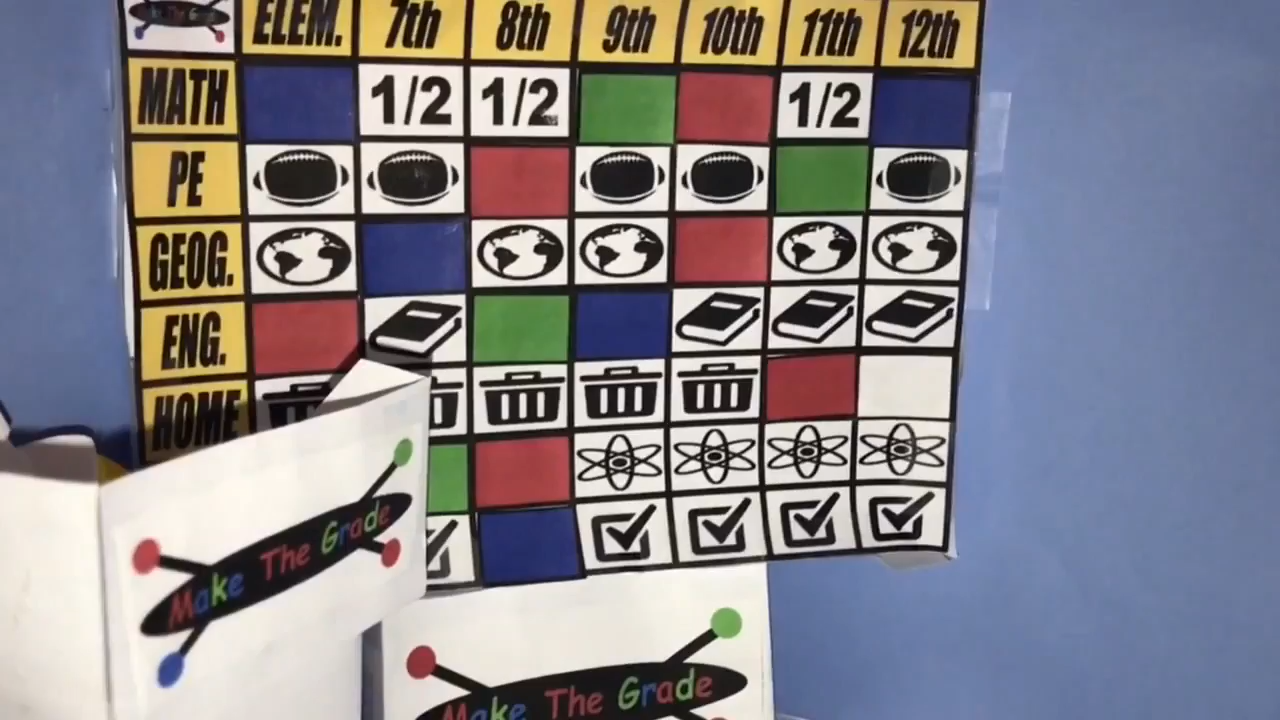 ELEM. 7th 8th 9th 10th 11th 12th
MATH 1/2 1/2 1/2
PE
GEOG.
ENG.
HOME
Make The Grade
Make The Grade